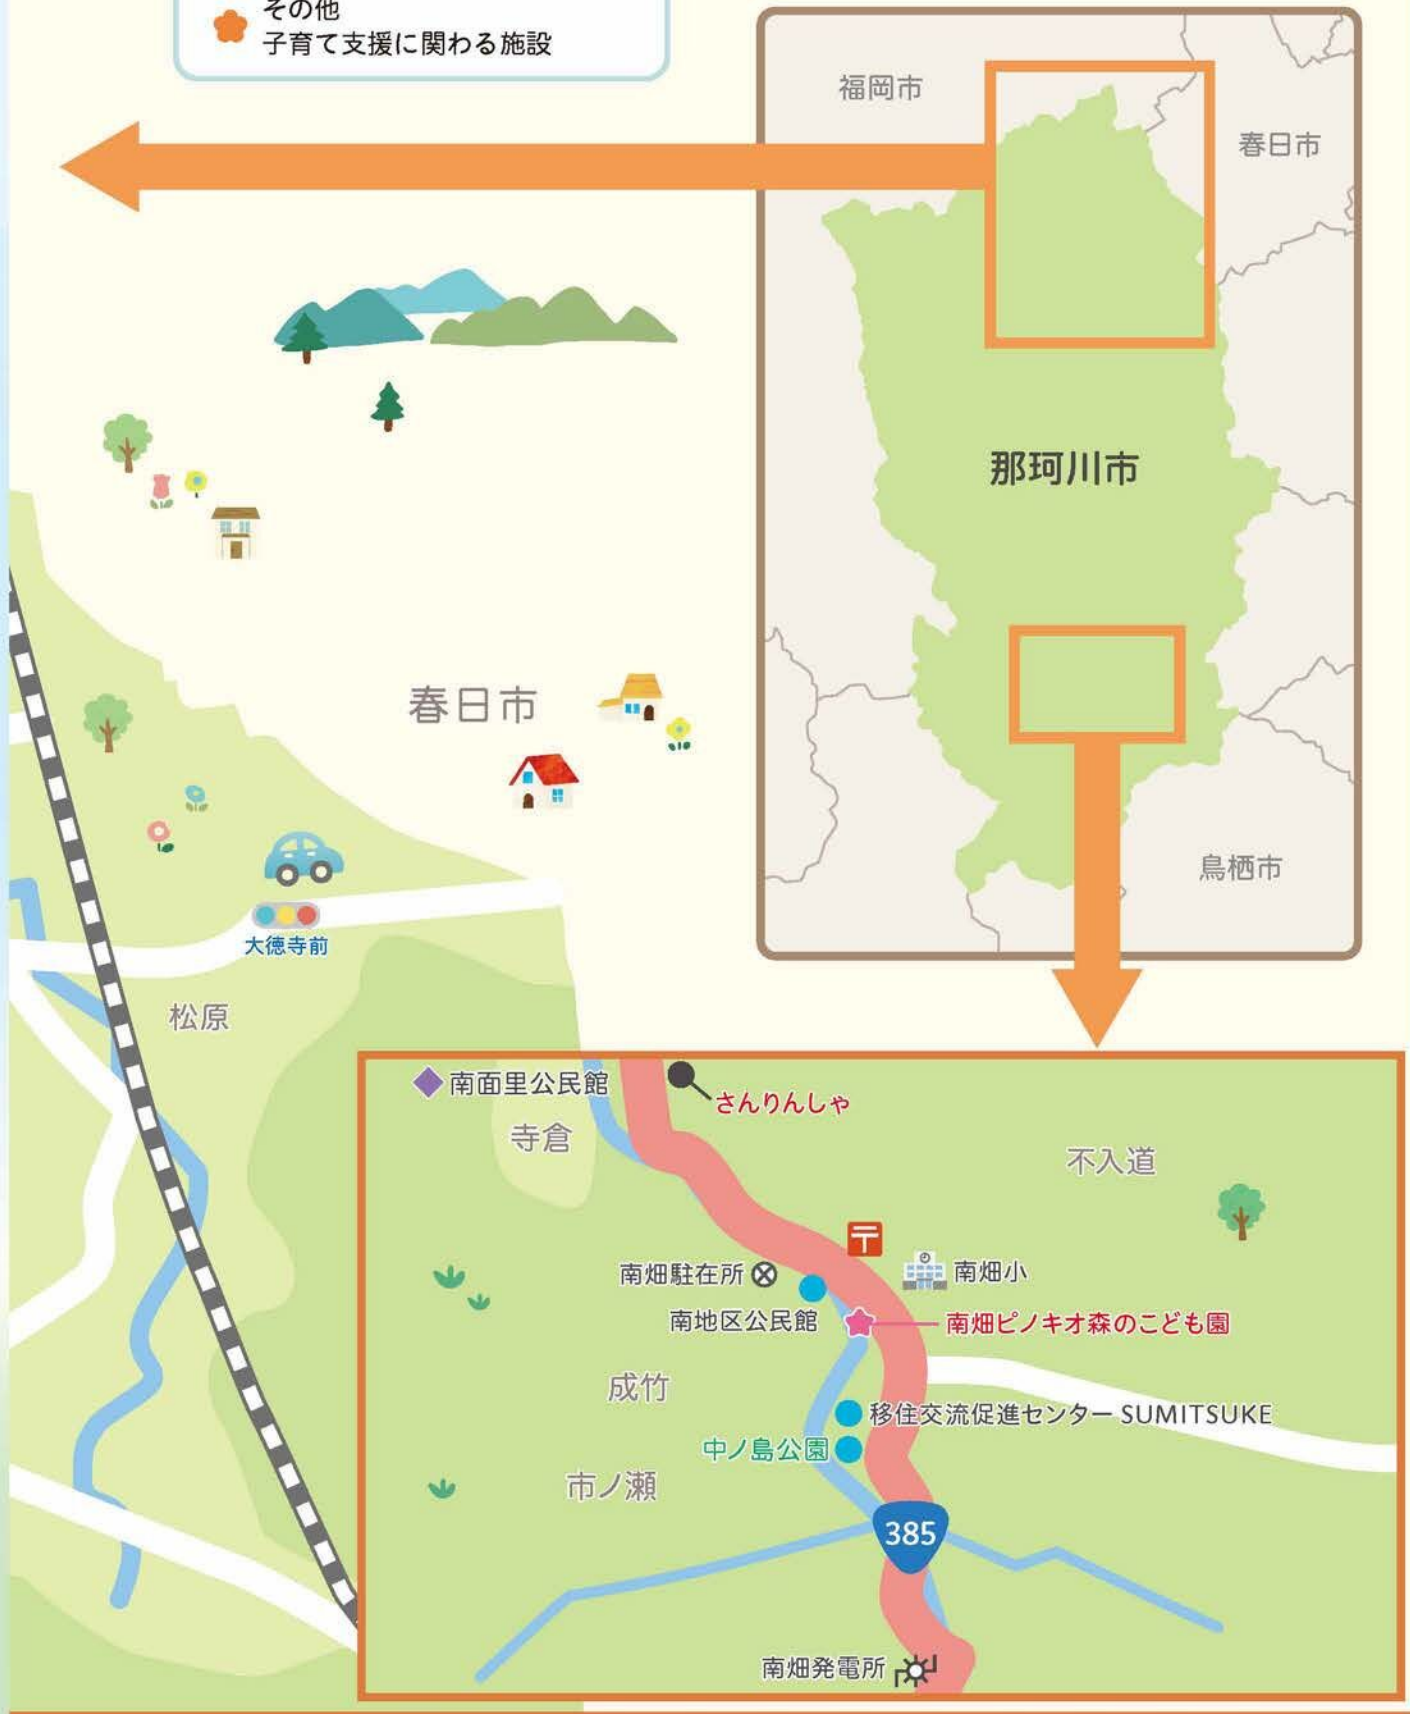 その他
子育て支援に関わる施設
福岡市
春日市
那珂川市
春日市
鳥栖市
大徳寺前
松原
南面里公民館
さんりんしゃ
寺倉
不入道
南畑駐在所
南畑小
南地区公民館
南畑ピノキオ森のこども園
成竹
移住交流促進センター SUMITSUKE
中ノ島公園
市ノ瀬
385
南畑発電所